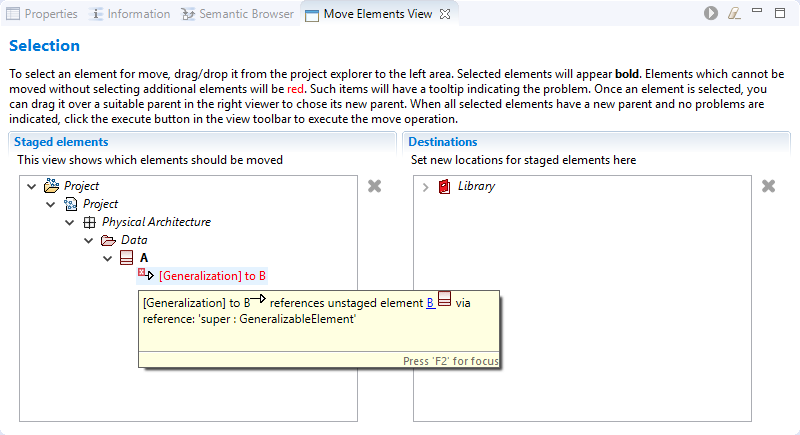 Properties
Information
Semantic Browser
Move Elements View
Selection
To select an element for move, drag/drop it from the project explorer to the left area. Selected elements will appear bold. Elements which cannot be
moved without selecting additional elements will be red. Such items will have a tooltip indicating the problem. Once an element is selected, you
can drag it over a suitable parent in the right viewer to chose its new parent. When all selected elements have a new parent and no problems are
indicated, click the execute button in the view toolbar to execute the move operation.
Staged elements
This view shows which elements should be moved
Project
Project
Physical Architecture
Data
A
[Generalization] to B
[Generalization] to B references unstaged element B via
reference: 'super : GeneralizableElement'
Press 'F2' for focus
Destinations
Set new locations for staged elements here
Library